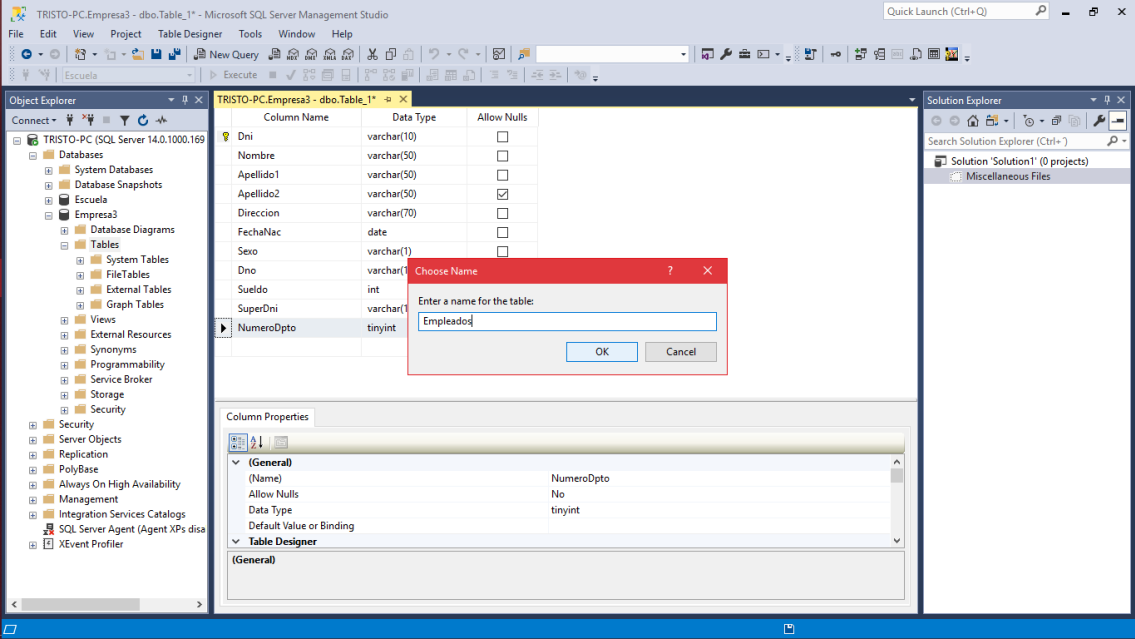 TRISTO-PC.Empresa3 - dbo.Table_1* - Microsoft SQL Server Management Studio
Quick Launch (Ctrl+Q)
File Edit View Project Table Designer Tools Window Help
New Query
Escuela
Execute
Object Explorer
Connect
TRISTO-PC (SQL Server 14.0.1000.169
Databases
System Databases
Database Snapshots
Escuela
Empresa3
Database Diagrams
Tables
System Tables
FileTables
External Tables
Graph Tables
Views
External Resources
Synonyms
Programmability
Service Broker
Storage
Security
Security
Server Objects
Replication
PolyBase
Always On High Availability
Management
Integration Services Catalogs
SQL Server Agent (Agent XPs disa
XEvent Profiler
TRISTO-PC.Empresa3 - dbo.Table_1*
Column Name Data Type Allow Nulls
Dni varchar(10)
Nombre varchar(50)
Apellido1 varchar(50)
Apellido2 varchar(50)
Direccion varchar(70)
FechaNac date
Sexo varchar(1)
Dno varchar(1
Sueldo int
SuperDni varchar(1
NumeroDpto tinyint
Choose Name ?
Enter a name for the table:
Empleados
OK Cancel
Column Properties
(General)
(Name) NumeroDpto
Allow Nulls No
Data Type tinyint
Default Value or Binding
Table Designer
(General)
Solution Explorer
Search Solution Explorer (Ctrl+´)
Solution 'Solution1' (0 projects)
Miscellaneous Files